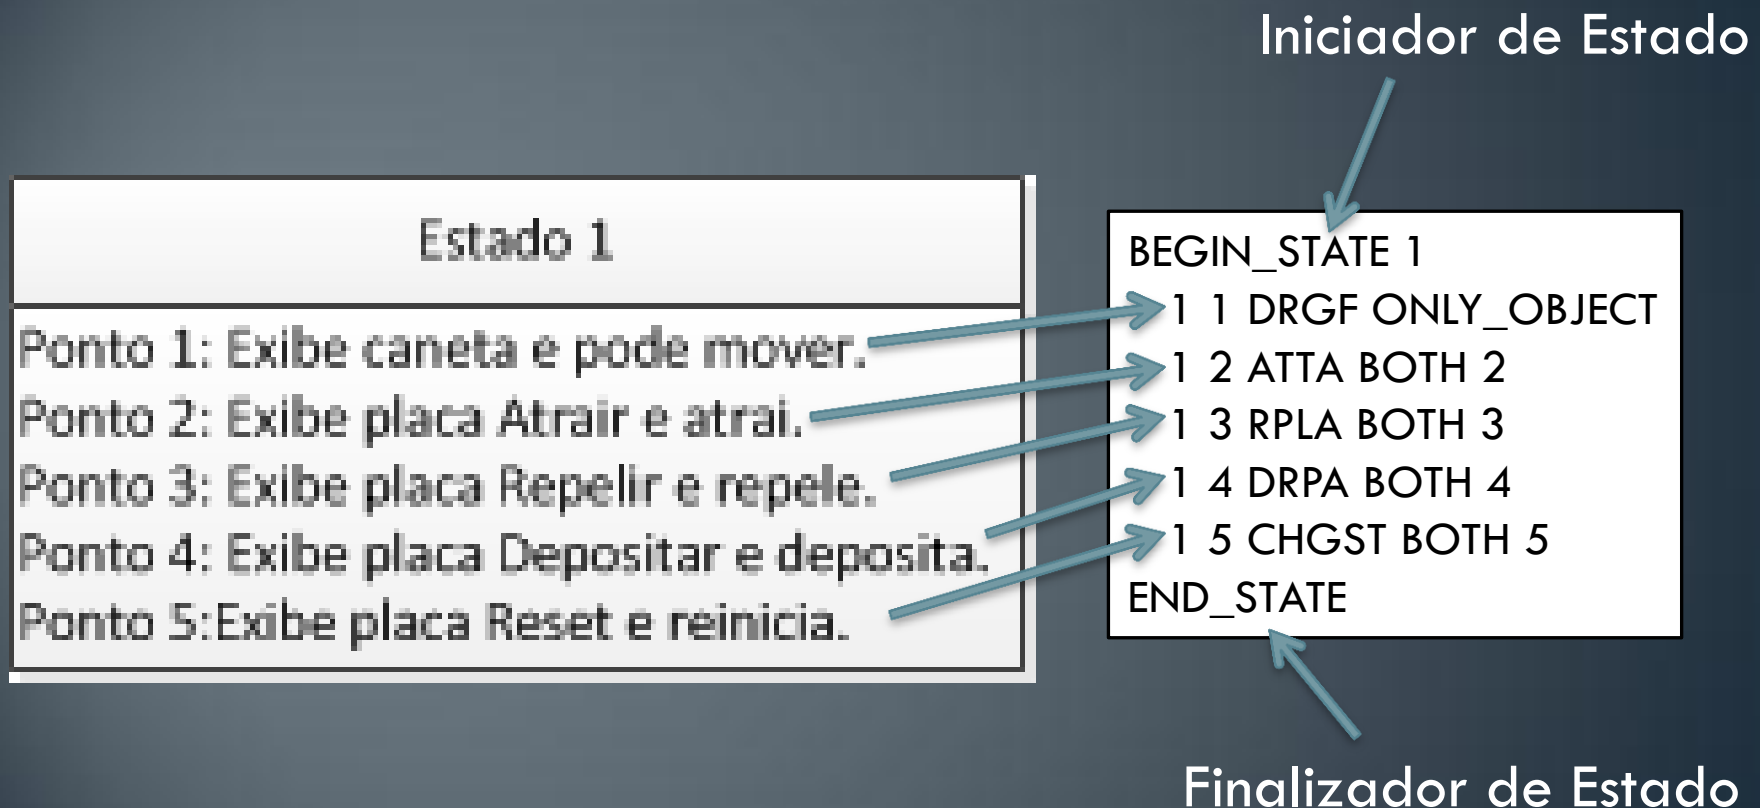 Iniciador de Estado
Estado 1
Ponto 1: Exibe caneta e pode mover.
Ponto 2: Exibe placa Atrair e atrai.
Ponto 3: Exibe placa Repelir e repele.
Ponto 4: Exibe placa Depositar e deposita.
Ponto 5:Exibe placa Reset e reinicia.
BEGIN_STATE 1
1 1 DRGF ONLY_OBJECT
1 2 ATTA BOTH 2
1 3 RPLA BOTH 3
1 4 DRPA BOTH 4
1 5 CHGST BOTH 5
END_STATE
Finalizador de Estado